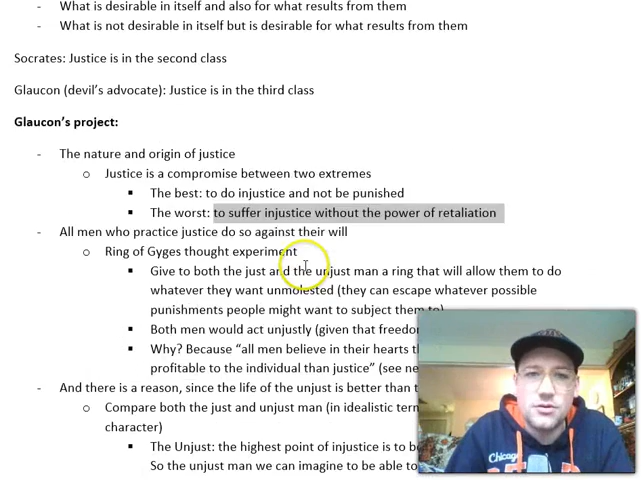 ▪ What is desirable in itself and also for what results from them
▪ What is not desirable in itself but is desirable for what results from them
Socrates: Justice is in the second class
Glaucon (devil's advocate): Justice is in the third class
Glaucon's project:
- The nature and origin of justice
o Justice is a compromise between two extremes
▪ The best: to do injustice and not be punished
▪ The worst: to suffer injustice without the power of retaliation
- All men who practice justice do so against their will
o Ring of Gyges thought experiment
▪ Give to both the just and the unjust man a ring that will allow them to do
whatever they want unmolested (they can escape whatever possible
punishments people might want to subject them to)
▪ Both men would act unjustly (given that freedom
▪ Why? Because "all men believe in their hearts
profitable to the individual than justice" (see
- And there is a reason, since the life of the unjust is better than
o Compare both the just and unjust man (in idealistic
character)
▪ The Unjust: the highest point of injustice is to
So the unjust man we can imagine to be able to
Chicago